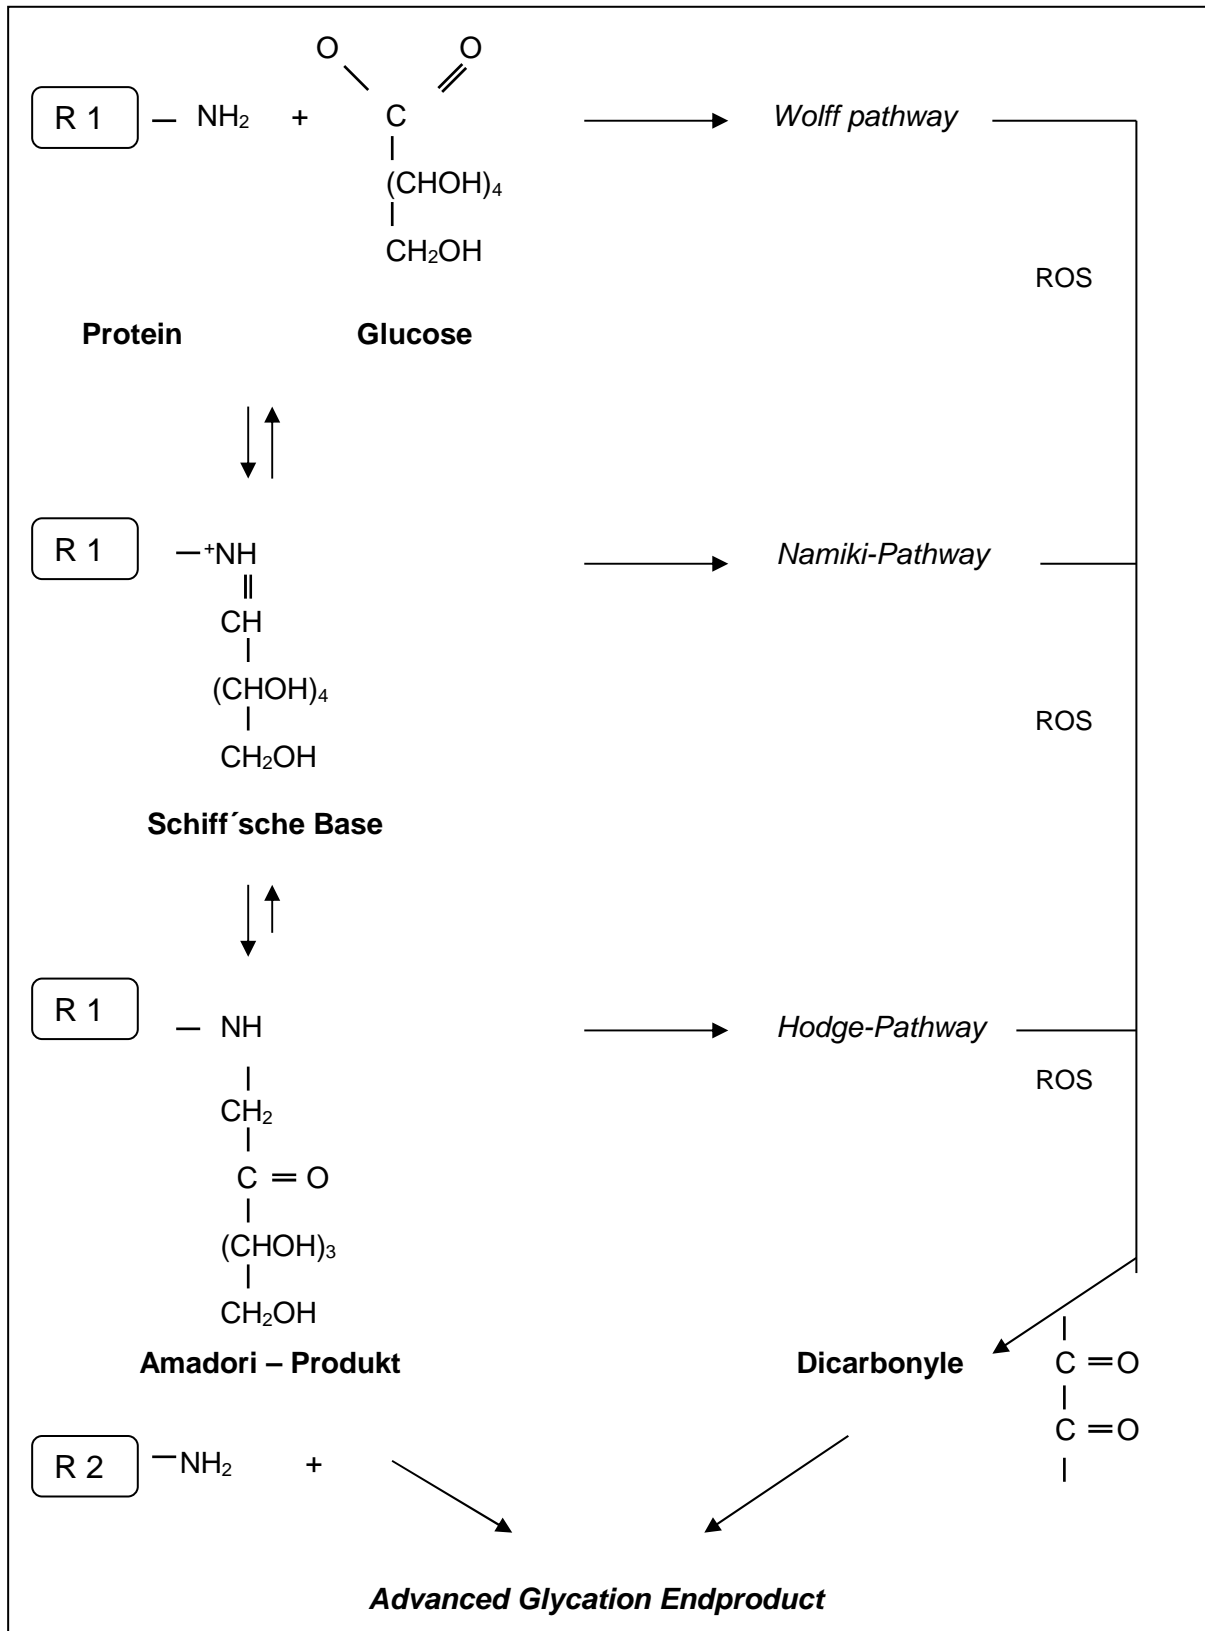 O O
R 1 — NH₂ + C Wolff pathway
(CHOH)₄
CH₂OH
ROS
Protein Glucose
R 1 —⁺NH Namiki-Pathway
CH
(CHOH)₄
ROS
CH₂OH
Schiff´sche Base
R 1 — NH Hodge-Pathway
ROS
CH₂
C = O
(CHOH)₃
CH₂OH
Amadori – Produkt Dicarbonyle C = O
C = O
R 2 —NH₂ +
Advanced Glycation Endproduct